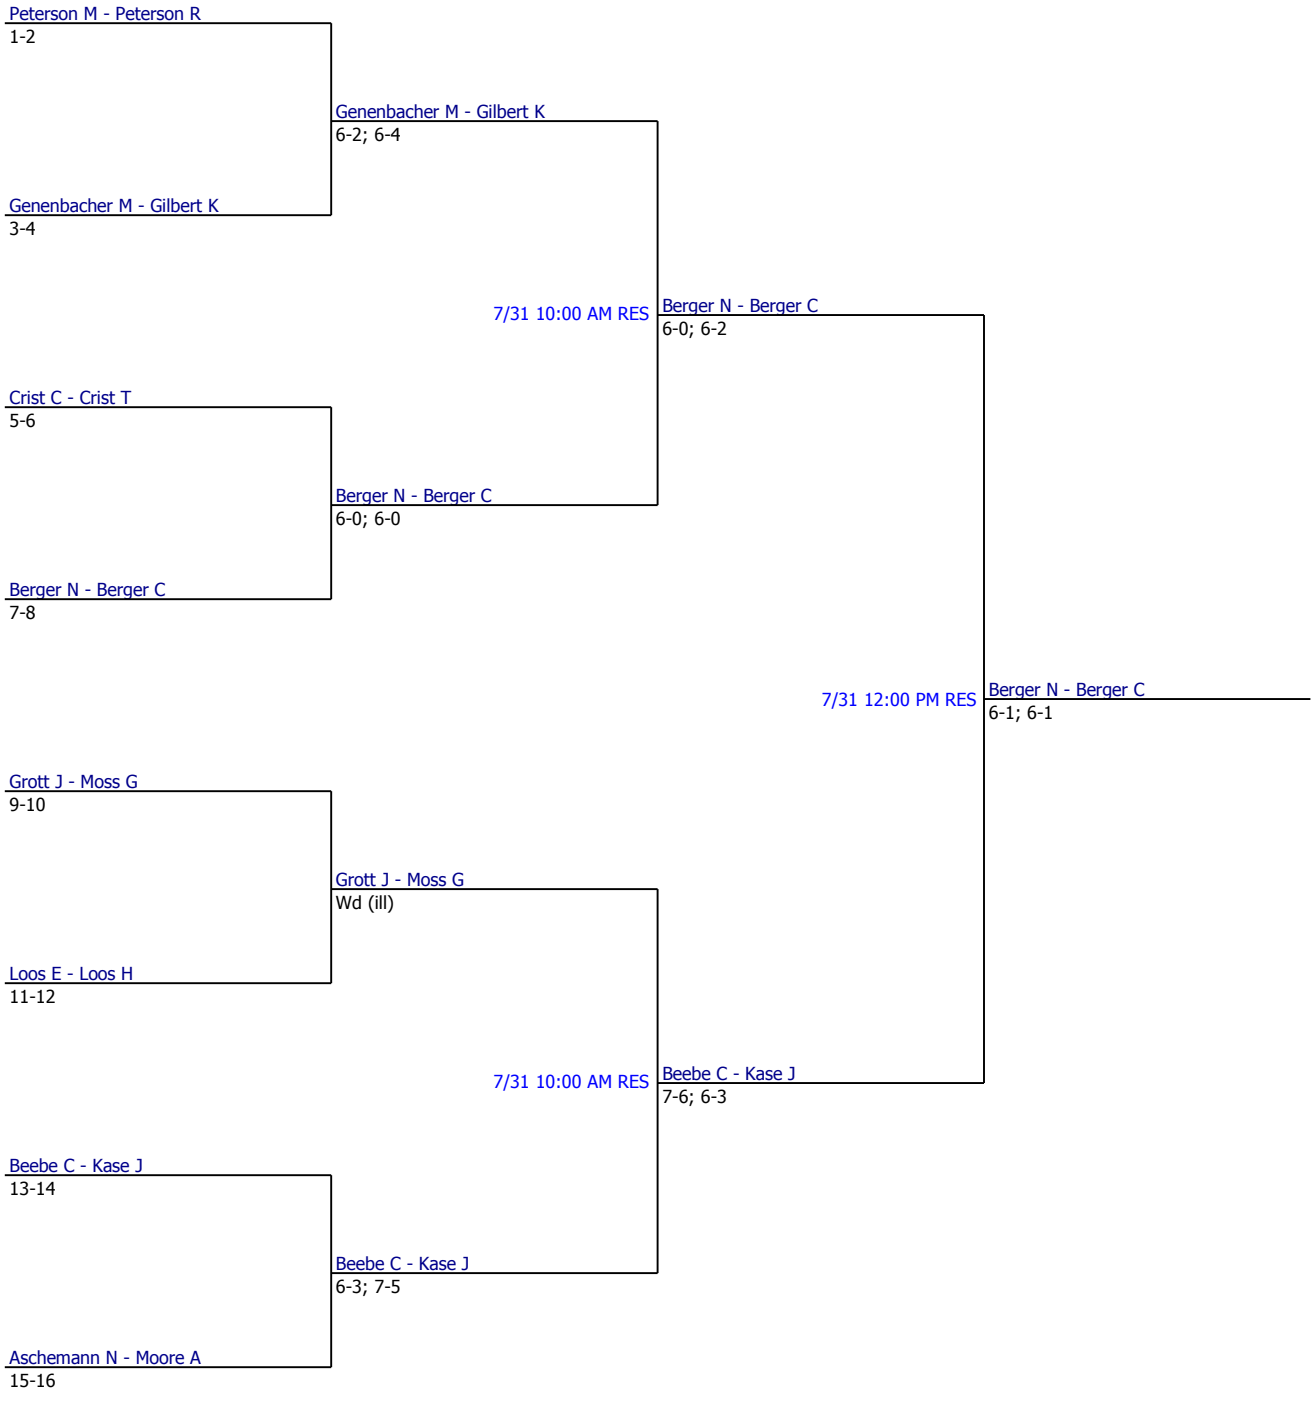 Peterson M - Peterson R
1-2
Genenbacher M - Gilbert K
6-2; 6-4
Genenbacher M - Gilbert K
3-4
7/31 10:00 AM RES
Berger N - Berger C
6-0; 6-2
Crist C - Crist T
5-6
Berger N - Berger C
6-0; 6-0
Berger N - Berger C
7-8
7/31 12:00 PM RES
Berger N - Berger C
6-1; 6-1
Grott J - Moss G
9-10
Grott J - Moss G
Wd (ill)
Loos E - Loos H
11-12
7/31 10:00 AM RES
Beebe C - Kase J
7-6; 6-3
Beebe C - Kase J
13-14
Beebe C - Kase J
6-3; 7-5
Aschemann N - Moore A
15-16